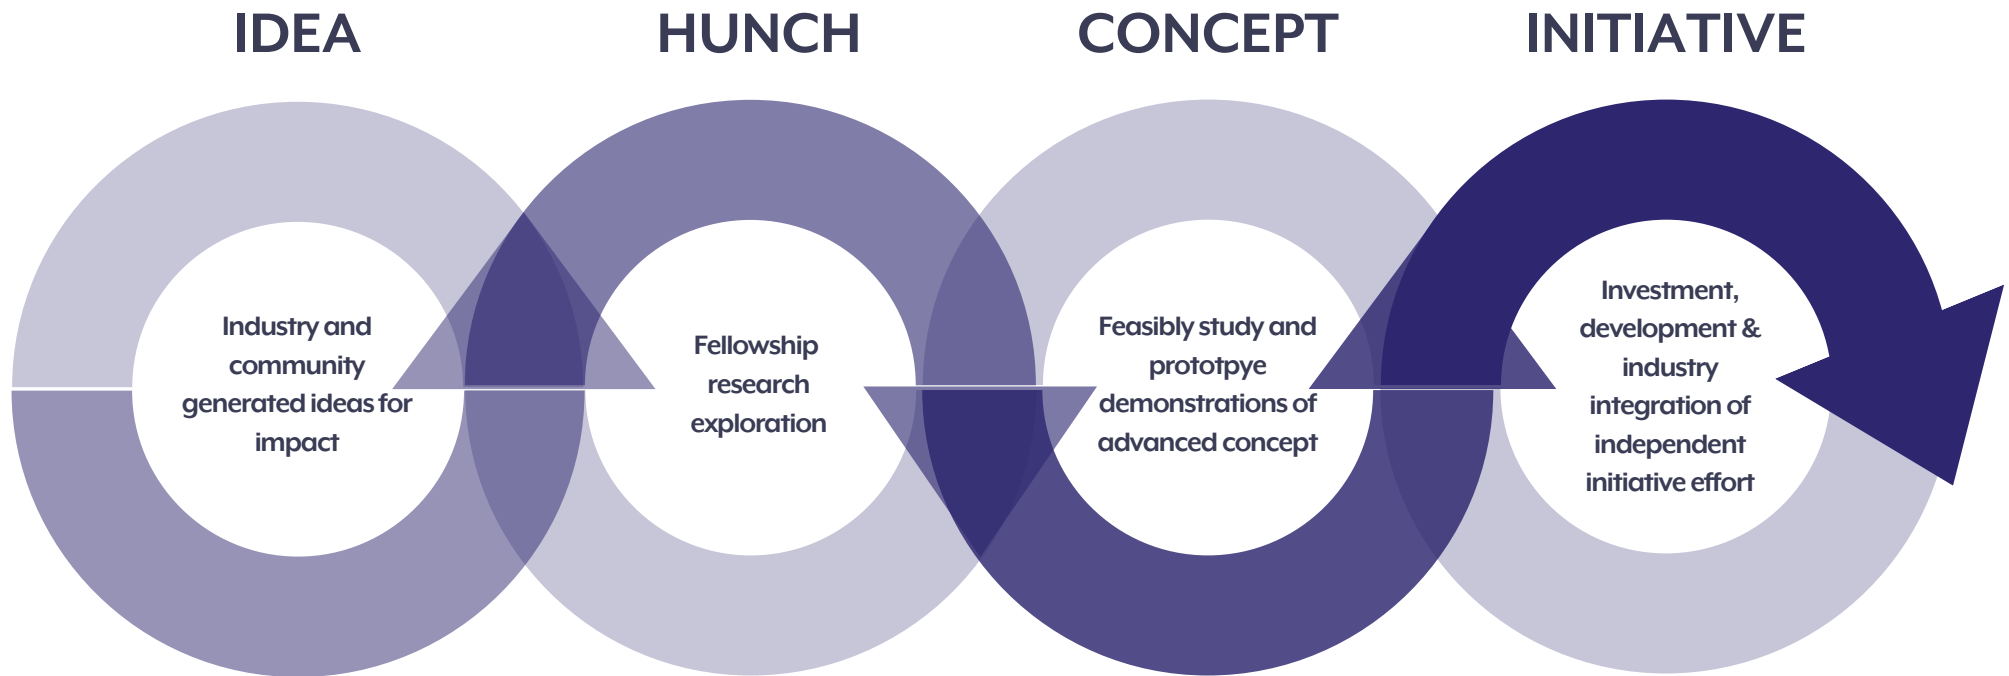 IDEA
HUNCH
CONCEPT
INITIATIVE
Industry and
community
generated ideas for
impact
Fellowship
research
exploration
Feasibly study and
prototpye
demonstrations of
advanced concept
Investment,
development &
industry
integration of
independent
initiative effort